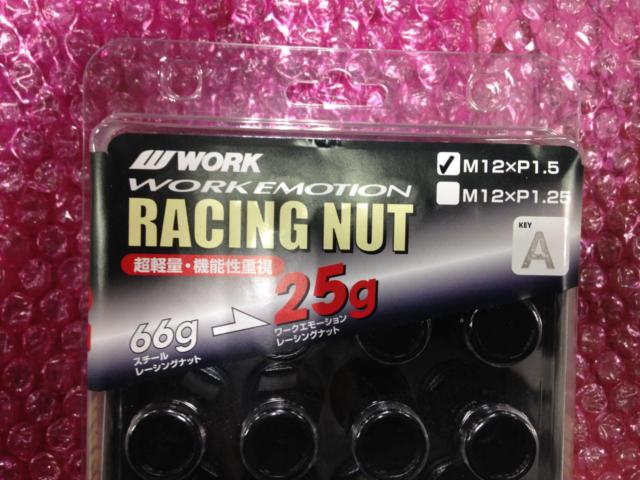 WORK
WORK EMOTION
RACING NUT
超軽量・機能性重視
66g
スチール
レーシングナット
25g
ワークエモーション
レーシングナット
M12×P1.5
M12×P1.25
KEY
A